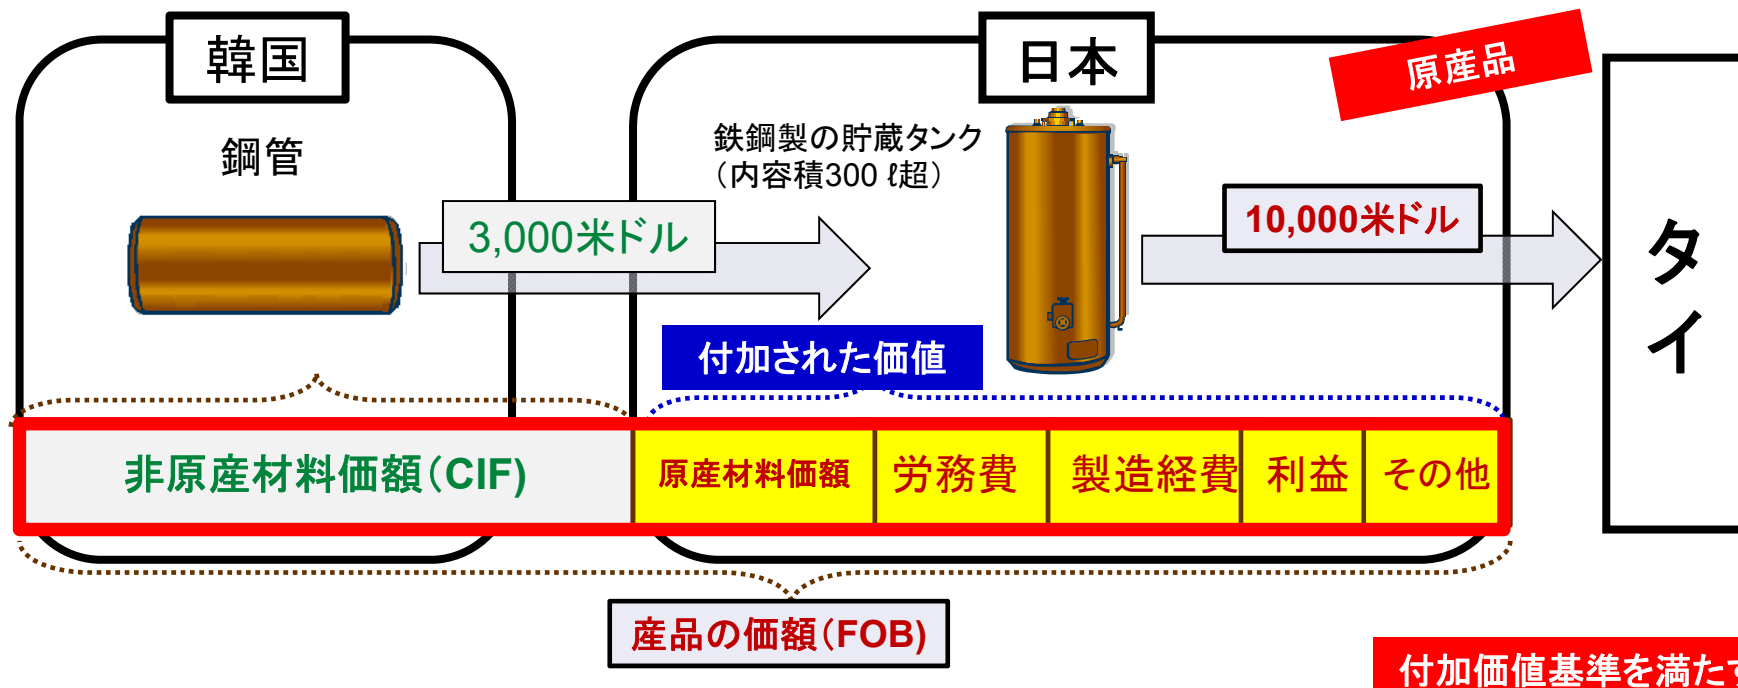 韓国
日本
原産品
鋼管
鉄鋼製の貯蔵タンク
（内容積300 ℓ超）
3,000米ドル
10,000米ドル
タイ
付加された価値
非原産材料価額（CIF)
原産材料価額
労務費
製造経費
利益
その他
産品の価額（FOB)
付加価値基準を満たす